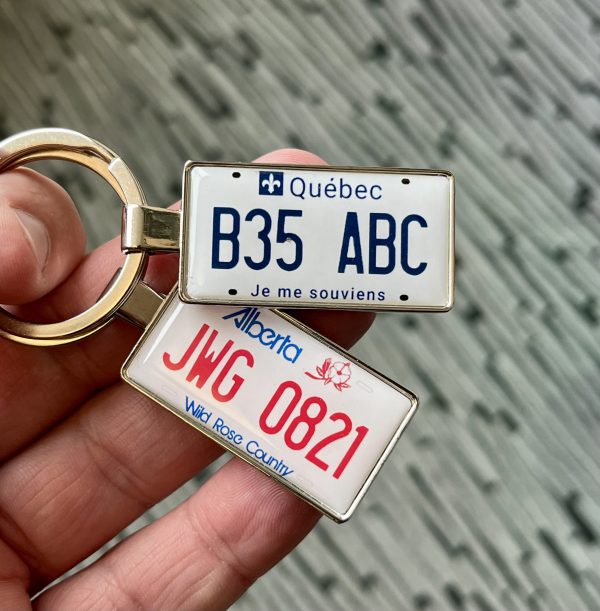 Québec
B35 ABC
Je me souviens
Alberta
JWG 0821
Wild Rose Country